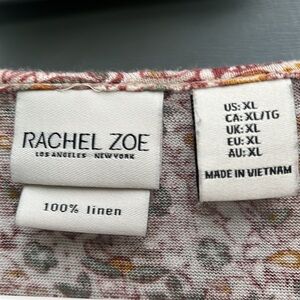 RACHEL ZOE
LOS ANGELES NEW YORK
100% linen
US: XL
CA: XL/TG
UK: XL
EU: XL
AU: XL
MADE IN VIETNAM